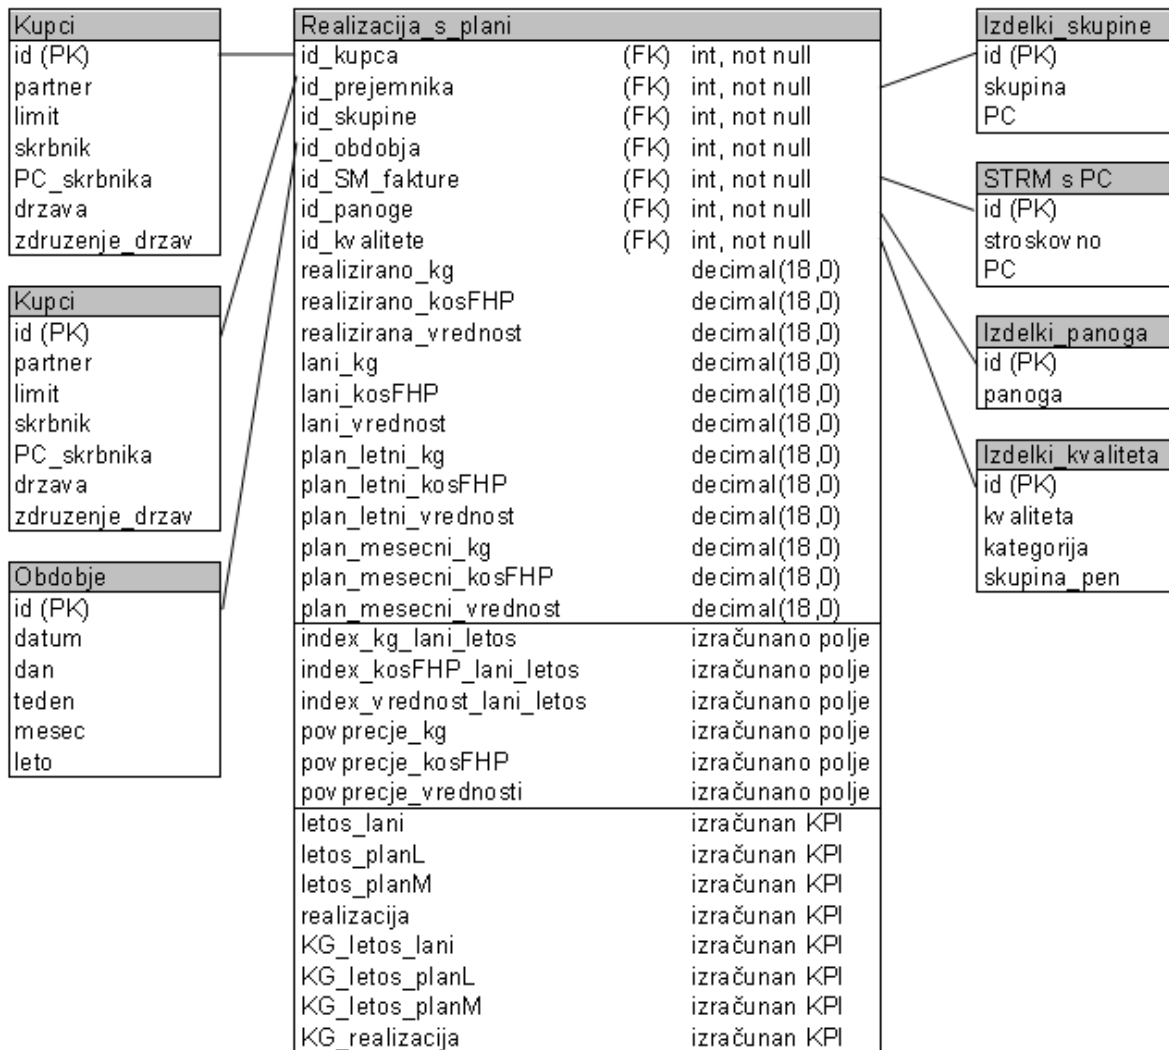 Kupci
id (PK)
partner
limit
skrbnik
PC_skrbnika
drzava
zdruzenje_drzav
Kupci
id (PK)
partner
limit
skrbnik
PC_skrbnika
drzava
zdruzenje_drzav
Obdobje
id (PK)
datum
dan
teden
mesec
leto
Realizacija_s_plani
id_kupca (FK) int, not null
id_prejemnika (FK) int, not null
id_skupine (FK) int, not null
id_obdobja (FK) int, not null
id_SM_fakture (FK) int, not null
id_panoge (FK) int, not null
id_kvalitete (FK) int, not null
realizirano_kg decimal(18,0)
realizirano_kosFHP decimal(18,0)
realizirana_vrednost decimal(18,0)
lani_kg decimal(18,0)
lani_kosFHP decimal(18,0)
lani_vrednost decimal(18,0)
plan_letni_kg decimal(18,0)
plan_letni_kosFHP decimal(18,0)
plan_letni_vrednost decimal(18,0)
plan_mesecni_kg decimal(18,0)
plan_mesecni_kosFHP decimal(18,0)
plan_mesecni_vrednost decimal(18,0)
index_kg_lani_letos izračunano polje
index_kosFHP_lani_letos izračunano polje
index_vrednost_lani_letos izračunano polje
povprecje_kg izračunano polje
povprecje_kosFHP izračunano polje
povprecje_vrednosti izračunano polje
letos_lani izračunan KPI
letos_planL izračunan KPI
letos_planM izračunan KPI
realizacija izračunan KPI
KG_letos_lani izračunan KPI
KG_letos_planL izračunan KPI
KG_letos_planM izračunan KPI
KG_realizacija izračunan KPI
Izdelki_skupine
id (PK)
skupina
PC
STRM s PC
id (PK)
stroskovno
PC
Izdelki_panoga
id (PK)
panoga
Izdelki_kvaliteta
id (PK)
kvaliteta
kategorija
skupina_pen